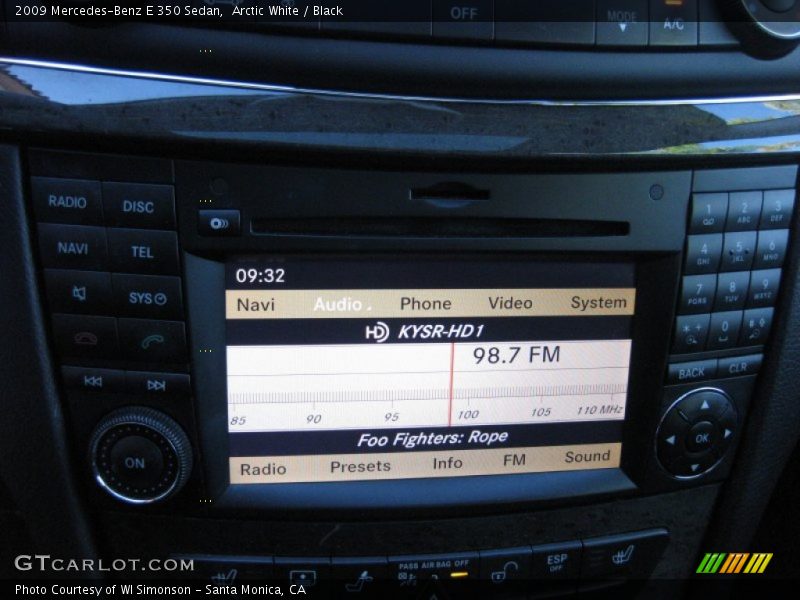 2009 Mercedes-Benz E 350 Sedan,  Arctic White / Black
OFF
MODE
A/C
RADIO
DISC
NAVI
TEL
SYS
ON
09:32
Navi Audio Phone Video System
HD KYSR-HD1
98.7 FM
85 90 95 100 105 110 MHz
Foo Fighters: Rope
Radio Presets Info FM Sound
1
2 ABC
3 DEF
4 GHI
5 JKL
6 MNO
7 PQRS
8 TUV
9 WXYZ
* +
0
#
BACK
CLR
OK
PASS AIR BAG OFF
ESP OFF
GTCARLOT.COM
Photo Courtesy of WI Simonson - Santa Monica, CA